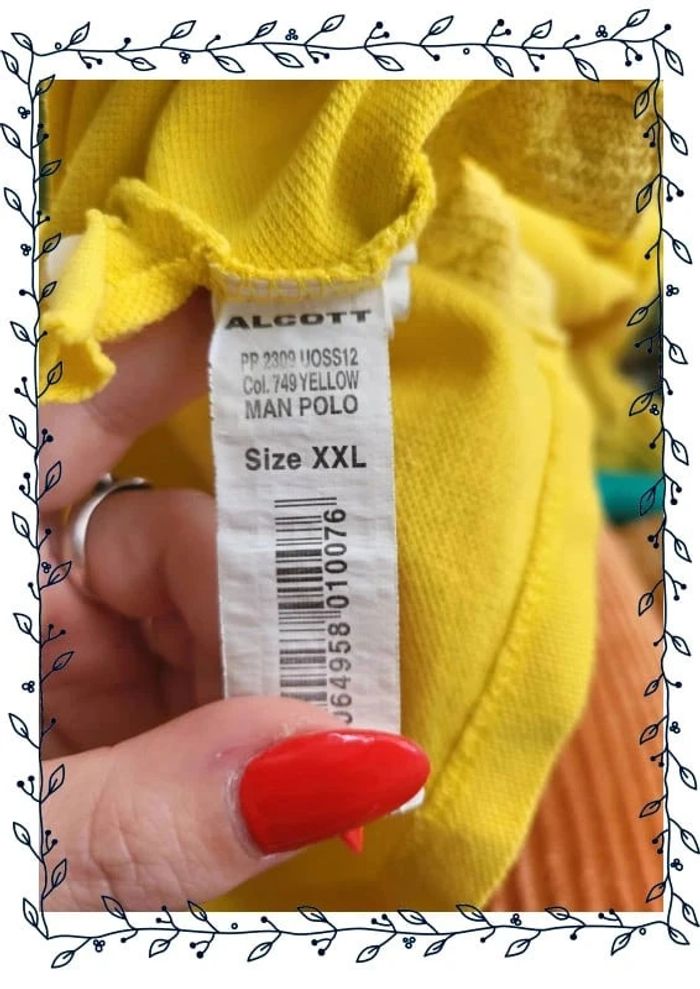 ALCOTT
PP 2309 UOSS12
Col. 749 YELLOW
MAN POLO
Size XXL
064958 010076